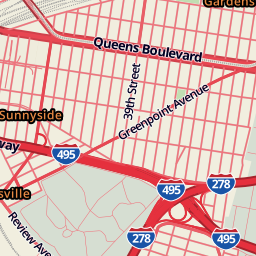 Gardens
Queens Boulevard
39th Street
Greenpoint Avenue
Sunnyside
way
495
sville
495
278
Review Ave
278
495